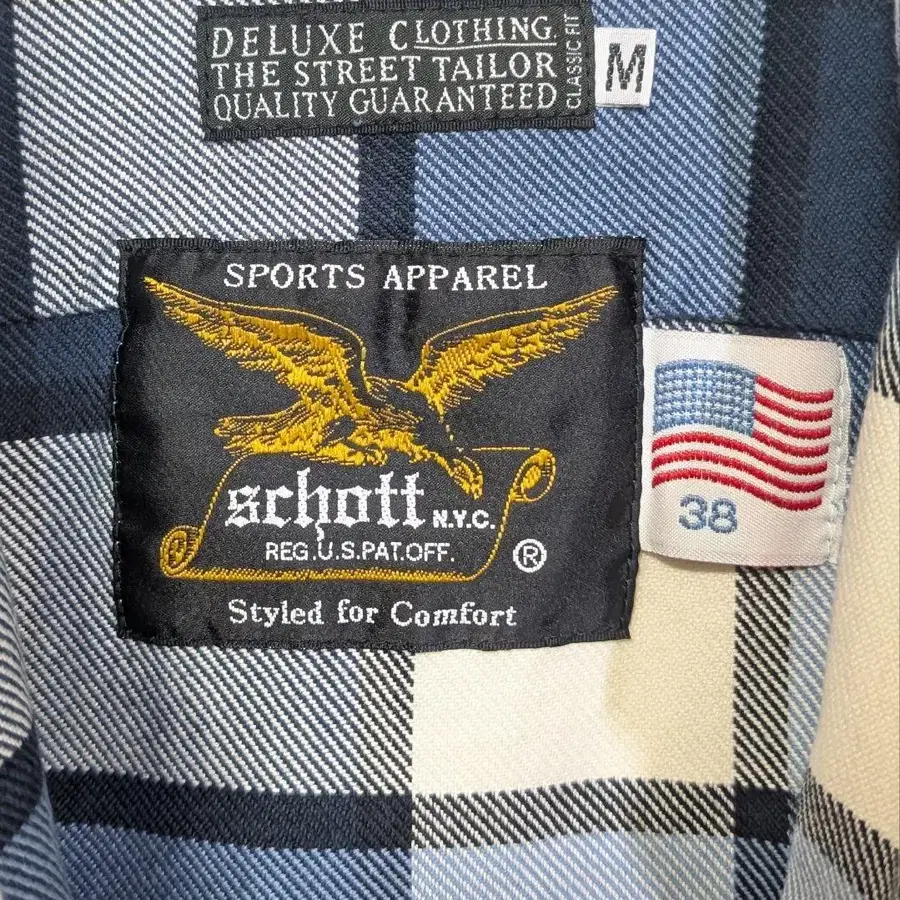 DELUXE CLOTHING.
THE STREET TAILOR
QUALITY GUARANTEED
CLASSIC FIT
M
SPORTS APPAREL
schott N.Y.C.
REG.U.S.PAT.OFF.
®
Styled for Comfort
38